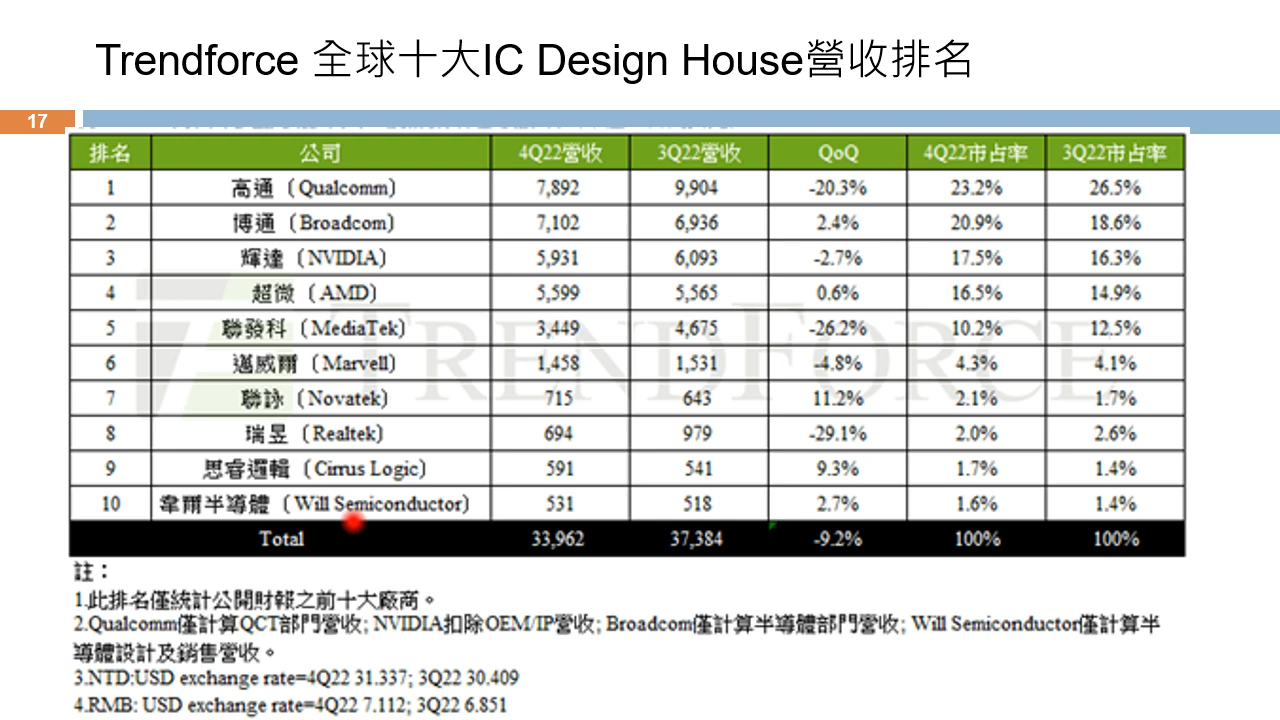 Trendforce 全球十大IC Design House營收排名
17
排名 公司 4Q22營收 3Q22營收 QoQ 4Q22市占率 3Q22市占率
1 高通（Qualcomm） 7,892 9,904 -20.3% 23.2% 26.5%
2 博通（Broadcom） 7,102 6,936 2.4% 20.9% 18.6%
3 輝達（NVIDIA） 5,931 6,093 -2.7% 17.5% 16.3%
4 超微（AMD） 5,599 5,565 0.6% 16.5% 14.9%
5 聯發科（MediaTek） 3,449 4,675 -26.2% 10.2% 12.5%
6 邁威爾（Marvell） 1,458 1,531 -4.8% 4.3% 4.1%
7 聯詠（Novatek） 715 643 11.2% 2.1% 1.7%
8 瑞昱（Realtek） 694 979 -29.1% 2.0% 2.6%
9 思睿邏輯（Cirrus Logic） 591 541 9.3% 1.7% 1.4%
10 韋爾半導體（Will Semiconductor） 531 518 2.7% 1.6% 1.4%
Total 33,962 37,384 -9.2% 100% 100%
TRENDFORCE
註：
1.此排名僅統計公開財報之前十大廠商。
2.Qualcomm僅計算QCT部門營收; NVIDIA扣除OEM/IP營收; Broadcom僅計算半導體部門營收; Will Semiconductor僅計算半
導體設計及銷售營收。
3.NTD:USD exchange rate=4Q22 31.337; 3Q22 30.409
4.RMB: USD exchange rate=4Q22 7.112; 3Q22 6.851